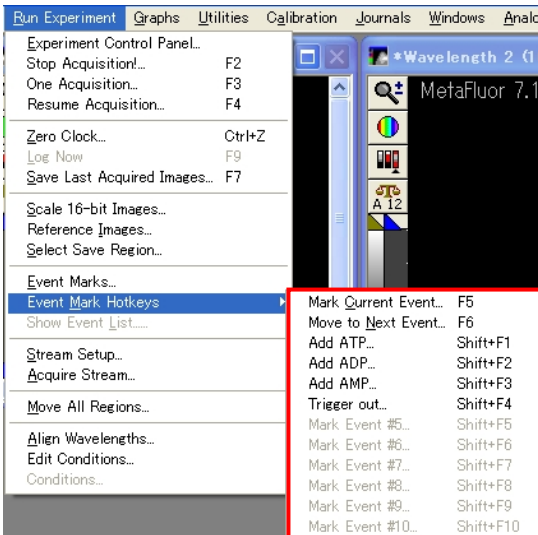 Run Experiment Graphs Utilities Calibration Journals Windows Analo
*Wavelength 2 (1
MetaFluor 7.1
A 12
Experiment Control Panel...
Stop Acquisition!... F2
One Acquisition... F3
Resume Acquisition... F4
Zero Clock... Ctrl+Z
Log Now F9
Save Last Acquired Images... F7
Scale 16-bit Images...
Reference Images...
Select Save Region...
Event Marks...
Event Mark Hotkeys
Show Event List......
Stream Setup...
Acquire Stream...
Move All Regions...
Align Wavelengths...
Edit Conditions...
Conditions...
Mark Current Event... F5
Move to Next Event... F6
Add ATP... Shift+F1
Add ADP... Shift+F2
Add AMP... Shift+F3
Trigger out... Shift+F4
Mark Event #5... Shift+F5
Mark Event #6... Shift+F6
Mark Event #7... Shift+F7
Mark Event #8... Shift+F8
Mark Event #9... Shift+F9
Mark Event #10... Shift+F10